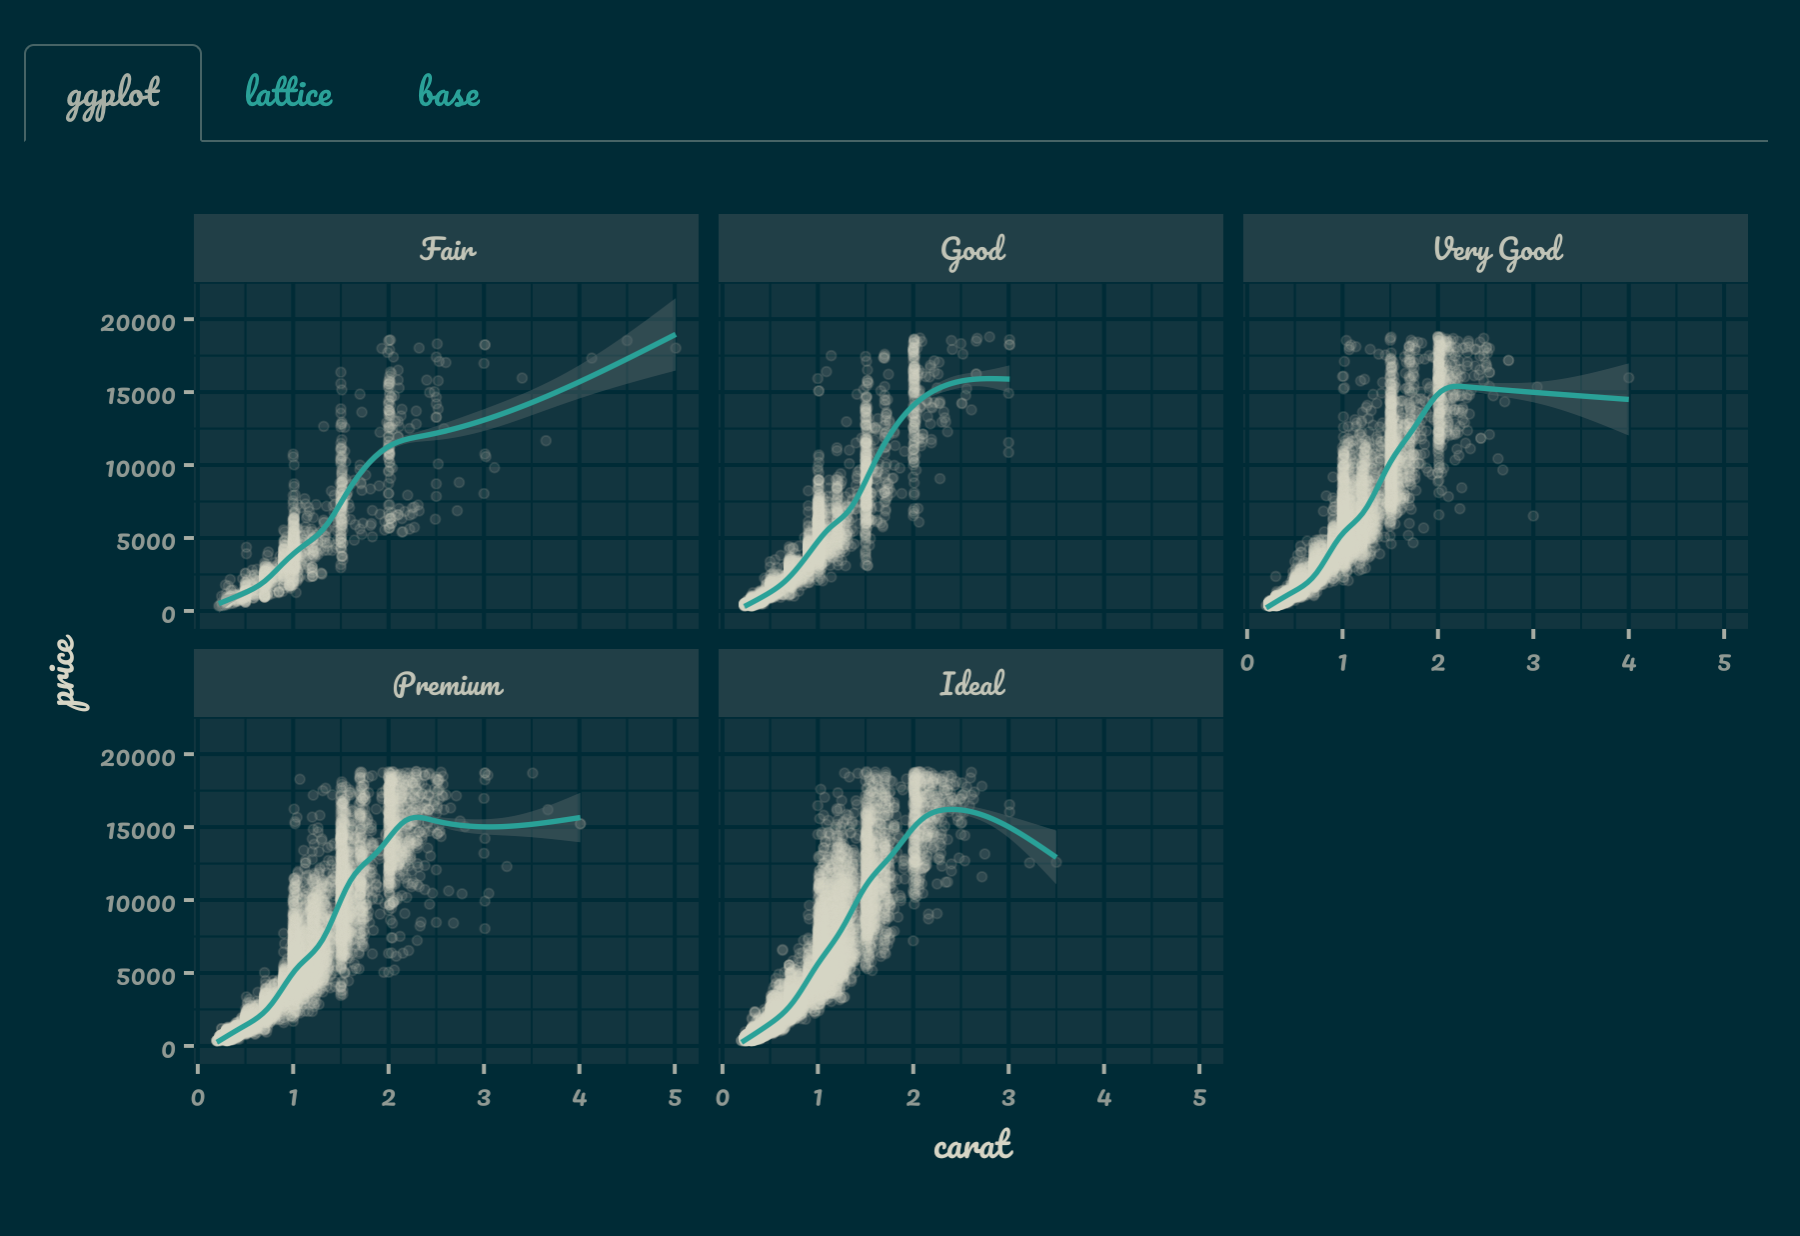 ggplot lattice base
Fair Good Very Good
20000
15000
10000
5000
0
0 1 2 3 4 5
price
Premium Ideal
20000
15000
10000
5000
0
0 1 2 3 4 5 0 1 2 3 4 5
carat